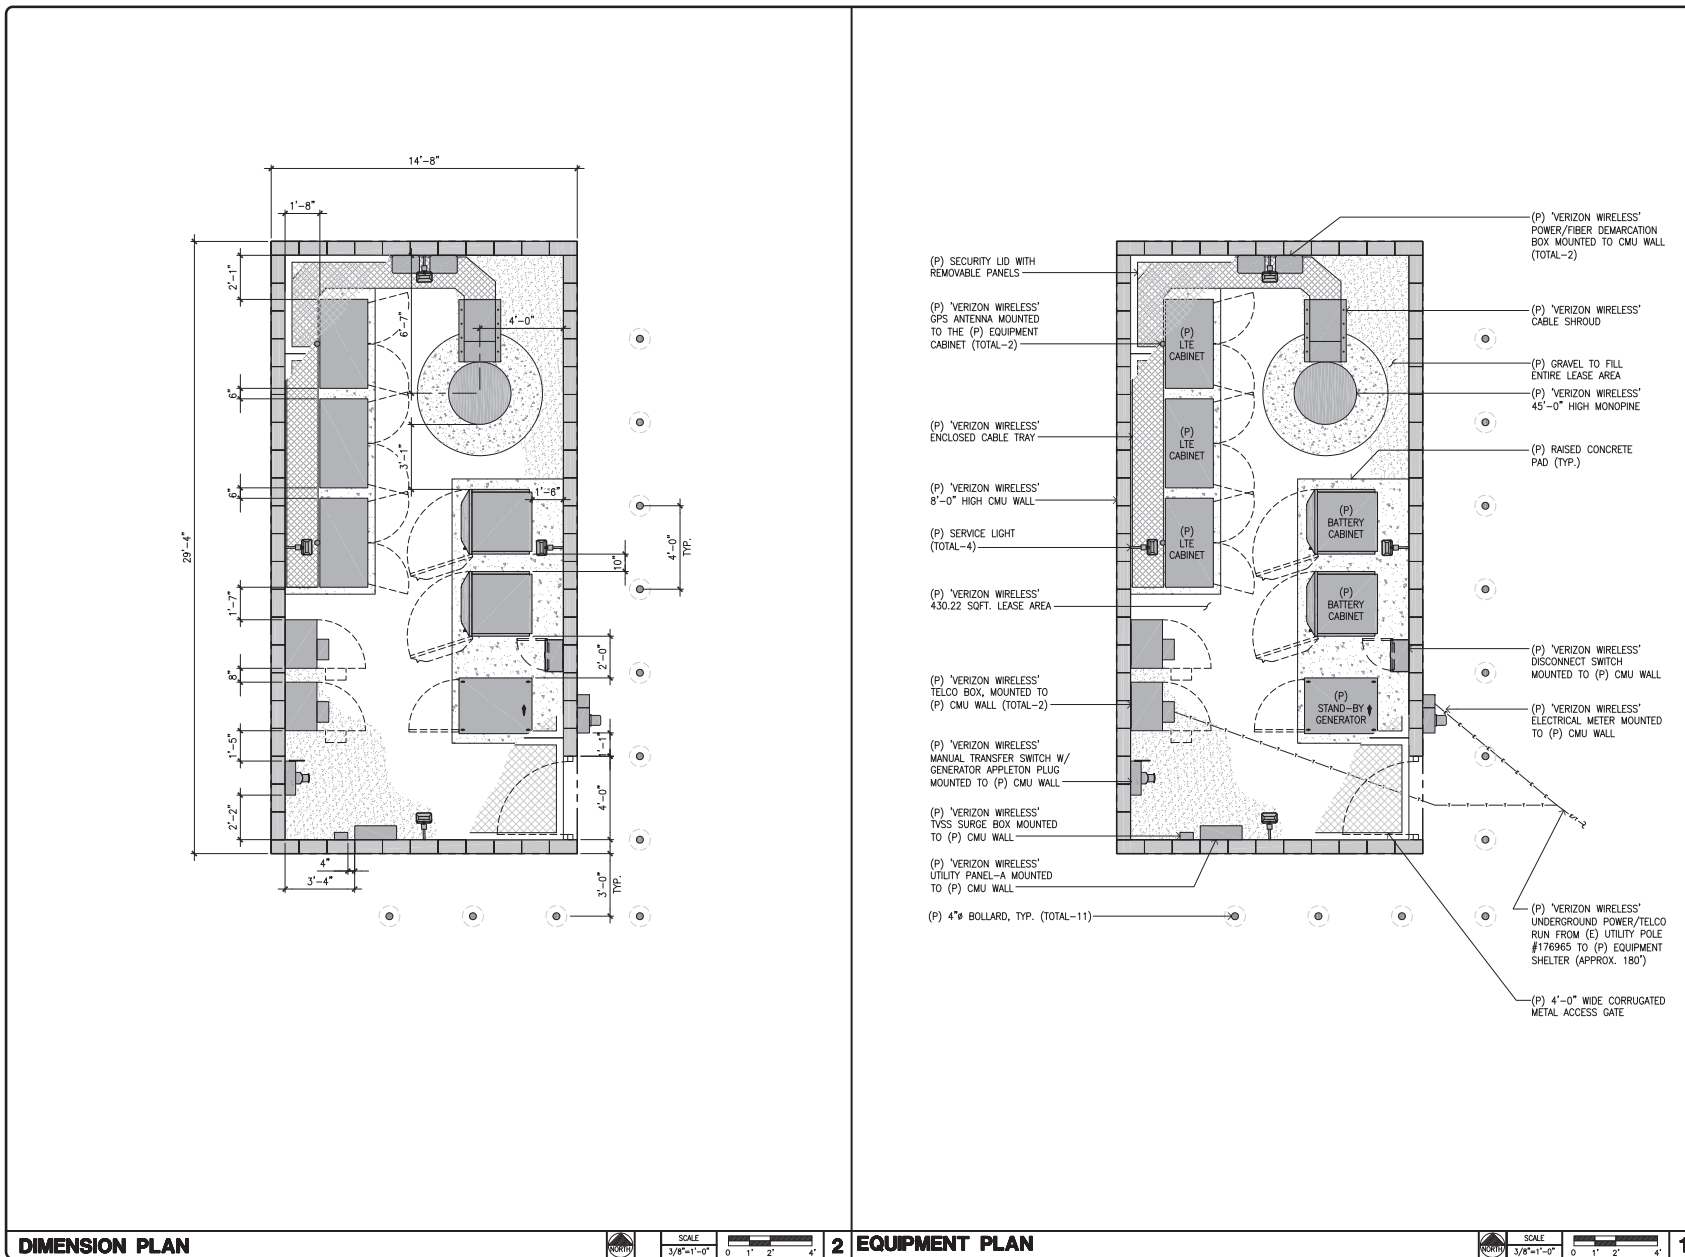 14'-8"
1'-8"
2'-1"
6'-7"
4'-0"
6"
3'-1"
6"
1'-6"
4'-0"
TYP.
10"
29'-4"
1'-7"
2'-0"
8"
1'-5"
1'-1"
4'-0"
2'-2"
4"
3'-4"
3'-0"
TYP.
DIMENSION PLAN
NORTH
SCALE
3/8"=1'-0"
0 1' 2' 4'
2
(P) SECURITY LID WITH
REMOVABLE PANELS
(P) 'VERIZON WIRELESS'
GPS ANTENNA MOUNTED
TO THE (P) EQUIPMENT
CABINET (TOTAL-2)
(P) 'VERIZON WIRELESS'
ENCLOSED CABLE TRAY
(P) 'VERIZON WIRELESS'
8'-0" HIGH CMU WALL
(P) SERVICE LIGHT
(TOTAL-4)
(P) 'VERIZON WIRELESS'
430.22 SQFT. LEASE AREA
(P) 'VERIZON WIRELESS'
TELCO BOX, MOUNTED TO
(P) CMU WALL (TOTAL-2)
(P) 'VERIZON WIRELESS'
MANUAL TRANSFER SWITCH W/
GENERATOR APPLETON PLUG
MOUNTED TO (P) CMU WALL
(P) 'VERIZON WIRELESS'
TVSS SURGE BOX MOUNTED
TO (P) CMU WALL
(P) 'VERIZON WIRELESS'
UTILITY PANEL-A MOUNTED
TO (P) CMU WALL
(P) 4"ø BOLLARD, TYP. (TOTAL-11)
(P)
LTE
CABINET
(P)
LTE
CABINET
(P)
LTE
CABINET
(P)
BATTERY
CABINET
(P)
BATTERY
CABINET
(P)
STAND-BY
GENERATOR
(P) 'VERIZON WIRELESS'
POWER/FIBER DEMARCATION
BOX MOUNTED TO CMU WALL
(TOTAL-2)
(P) 'VERIZON WIRELESS'
CABLE SHROUD
(P) GRAVEL TO FILL
ENTIRE LEASE AREA
(P) 'VERIZON WIRELESS'
45'-0" HIGH MONOPINE
(P) RAISED CONCRETE
PAD (TYP.)
(P) 'VERIZON WIRELESS'
DISCONNECT SWITCH
MOUNTED TO (P) CMU WALL
(P) 'VERIZON WIRELESS'
ELECTRICAL METER MOUNTED
TO (P) CMU WALL
(P) 'VERIZON WIRELESS'
UNDERGROUND POWER/TELCO
RUN FROM (E) UTILITY POLE
#176965 TO (P) EQUIPMENT
SHELTER (APPROX. 180')
(P) 4'-0" WIDE CORRUGATED
METAL ACCESS GATE
EQUIPMENT PLAN
NORTH
SCALE
3/8"=1'-0"
0 1' 2' 4'
1